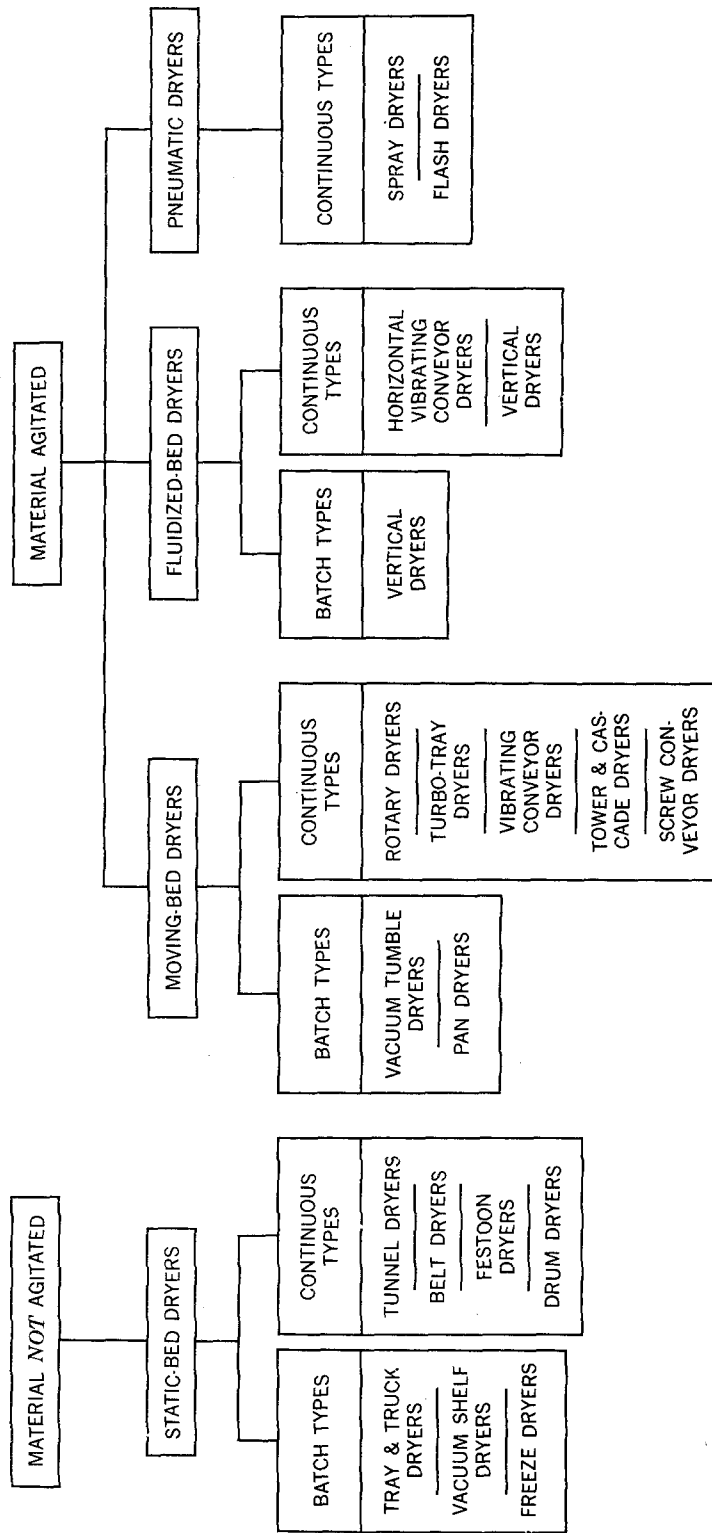 MATERIAL NOT AGITATED
STATIC-BED DRYERS
BATCH TYPES
TRAY & TRUCK
DRYERS
VACUUM SHELF
DRYERS
FREEZE DRYERS
CONTINUOUS
TYPES
TUNNEL DRYERS
BELT DRYERS
FESTOON
DRYERS
DRUM DRYERS
MATERIAL AGITATED
MOVING-BED DRYERS
BATCH TYPES
VACUUM TUMBLE
DRYERS
PAN DRYERS
CONTINUOUS
TYPES
ROTARY DRYERS
TURBO-TRAY
DRYERS
VIBRATING
CONVEYOR
DRYERS
TOWER & CAS-
CADE DRYERS
SCREW CON-
VEYOR DRYERS
FLUIDIZED-BED DRYERS
BATCH TYPES
VERTICAL
DRYERS
CONTINUOUS
TYPES
HORIZONTAL
VIBRATING
CONVEYOR
DRYERS
VERTICAL
DRYERS
PNEUMATIC DRYERS
CONTINUOUS TYPES
SPRAY DRYERS
FLASH DRYERS